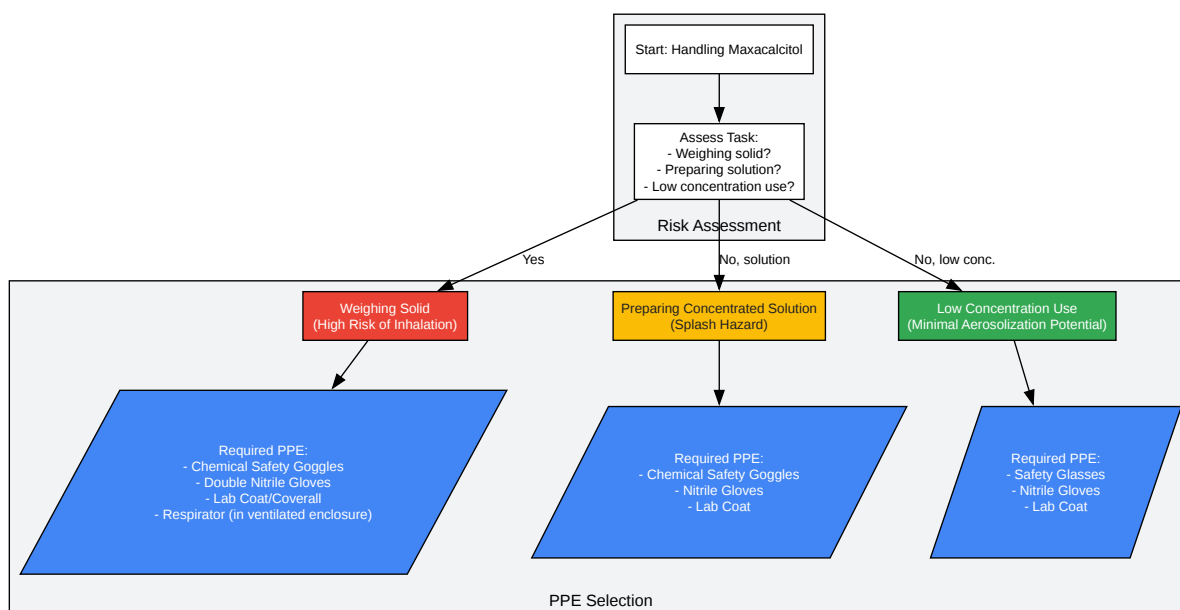 Start: Handling Maxacalcitol
Assess Task:
- Weighing solid?
- Preparing solution?
- Low concentration use?
Risk Assessment
Yes
No, solution
No, low conc.
Weighing Solid
(High Risk of Inhalation)
Preparing Concentrated Solution
(Splash Hazard)
Low Concentration Use
(Minimal Aerosolization Potential)
Required PPE:
- Chemical Safety Goggles
- Double Nitrile Gloves
- Lab Coat/Coverall
- Respirator (in ventilated enclosure)
Required PPE:
- Chemical Safety Goggles
- Nitrile Gloves
- Lab Coat
Required PPE:
- Safety Glasses
- Nitrile Gloves
- Lab Coat
PPE Selection